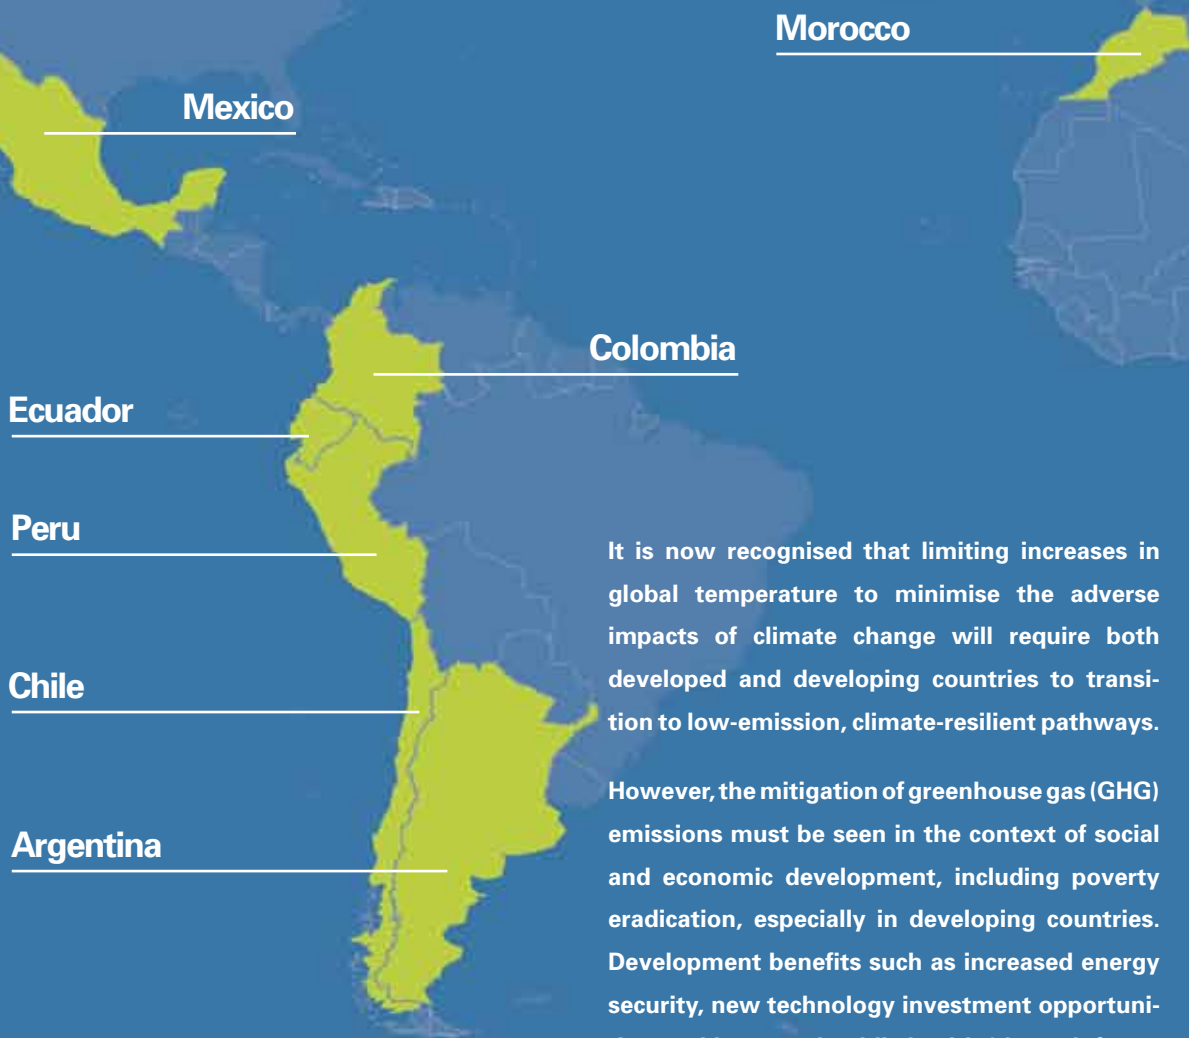 Morocco
Mexico
Colombia
Ecuador
Peru
Chile
Argentina
It is now recognised that limiting increases in
global temperature to minimise the adverse
impacts of climate change will require both
developed and developing countries to transi-
tion to low-emission, climate-resilient pathways.
However, the mitigation of greenhouse gas (GHG)
emissions must be seen in the context of social
and economic development, including poverty
eradication, especially in developing countries.
Development benefits such as increased energy
security, new technology investment opportuni-